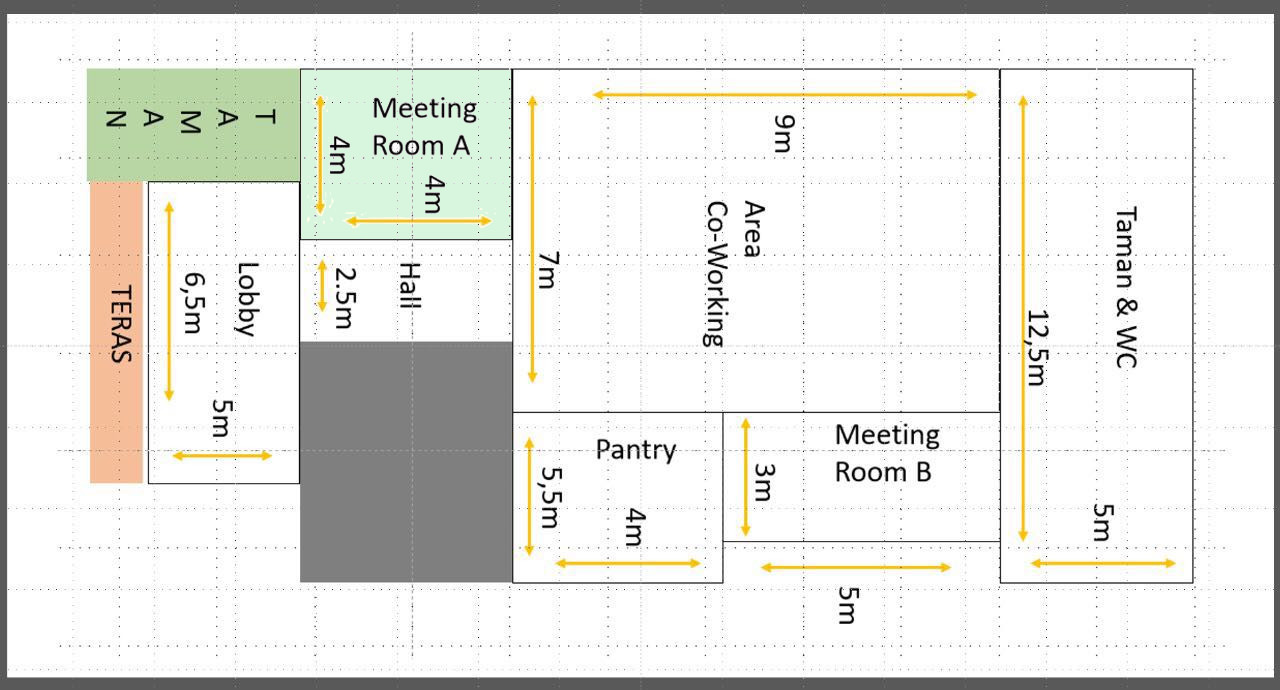 T
A
M
A
N
TERAS
6,5m
Lobby
5m
Meeting
Room A
4m
4m
Hall
2.5m
9m
7m
Area
Co-Working
Pantry
5,5m
4m
Meeting
Room B
3m
5m
Taman & WC
12,5m
5m